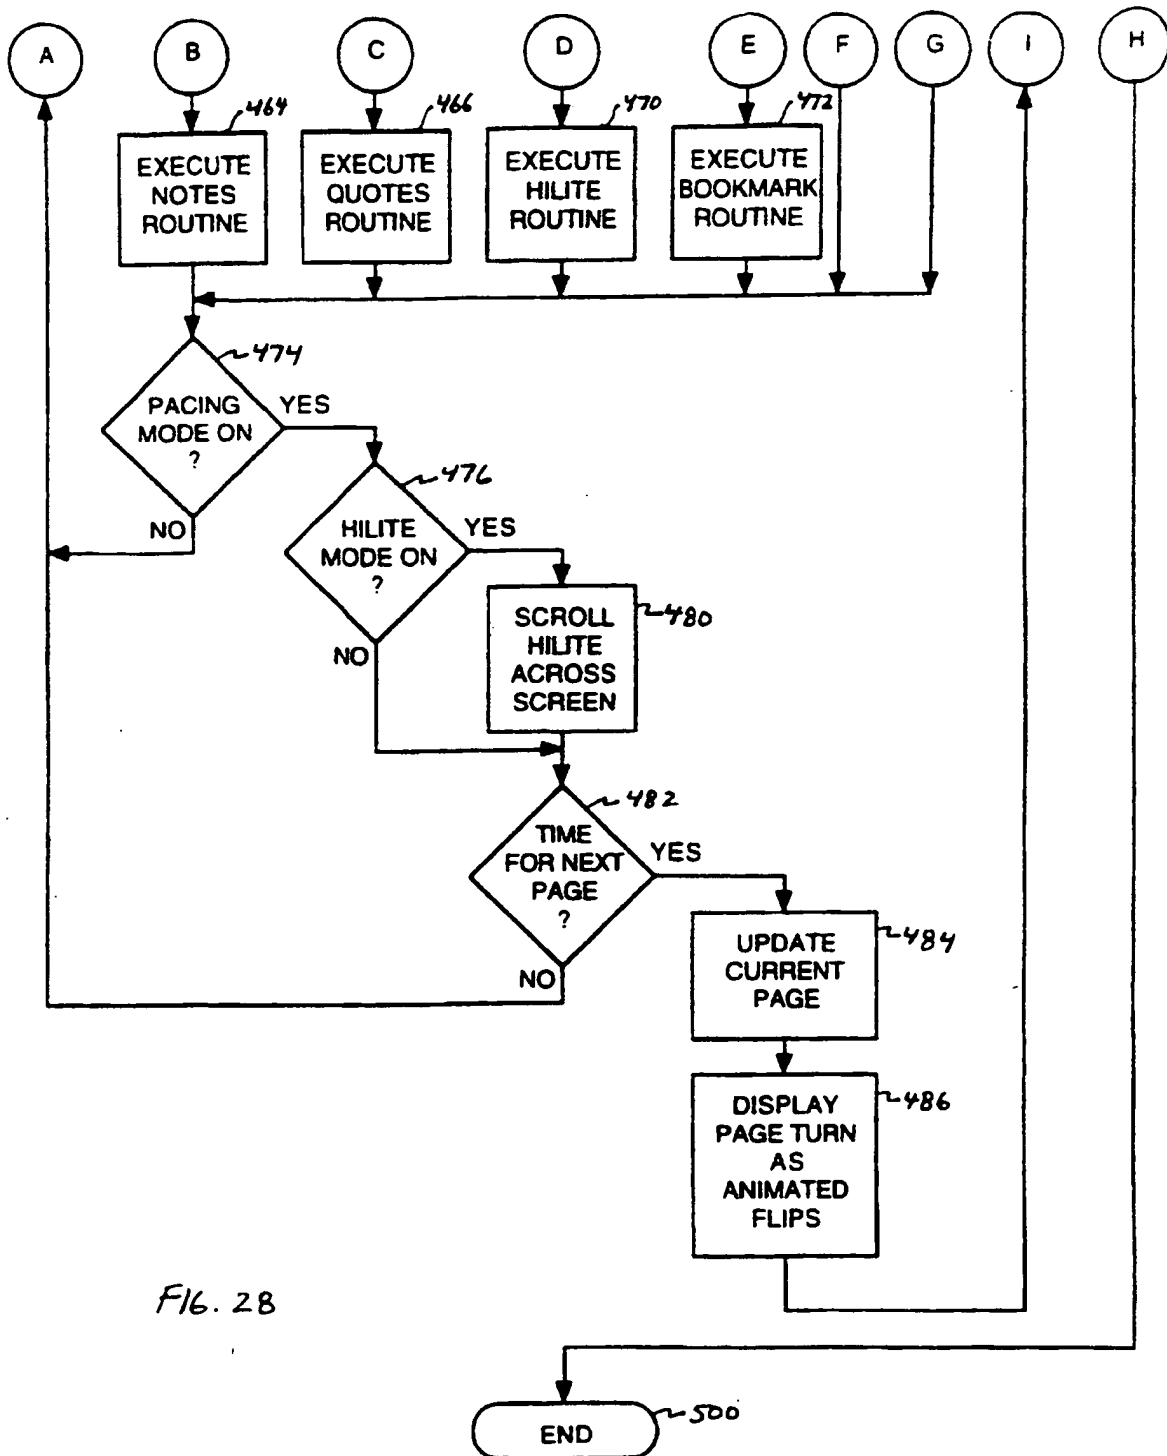 A
B
C
D
E
F
G
I
H
464
466
470
472
EXECUTE
NOTES
ROUTINE
EXECUTE
QUOTES
ROUTINE
EXECUTE
HILITE
ROUTINE
EXECUTE
BOOKMARK
ROUTINE
474
PACING
MODE ON
?
YES
NO
476
HILITE
MODE ON
?
YES
NO
480
SCROLL
HILITE
ACROSS
SCREEN
482
TIME
FOR NEXT
PAGE
?
YES
NO
484
UPDATE
CURRENT
PAGE
486
DISPLAY
PAGE TURN
AS
ANIMATED
FLIPS
FIG. 28
500
END